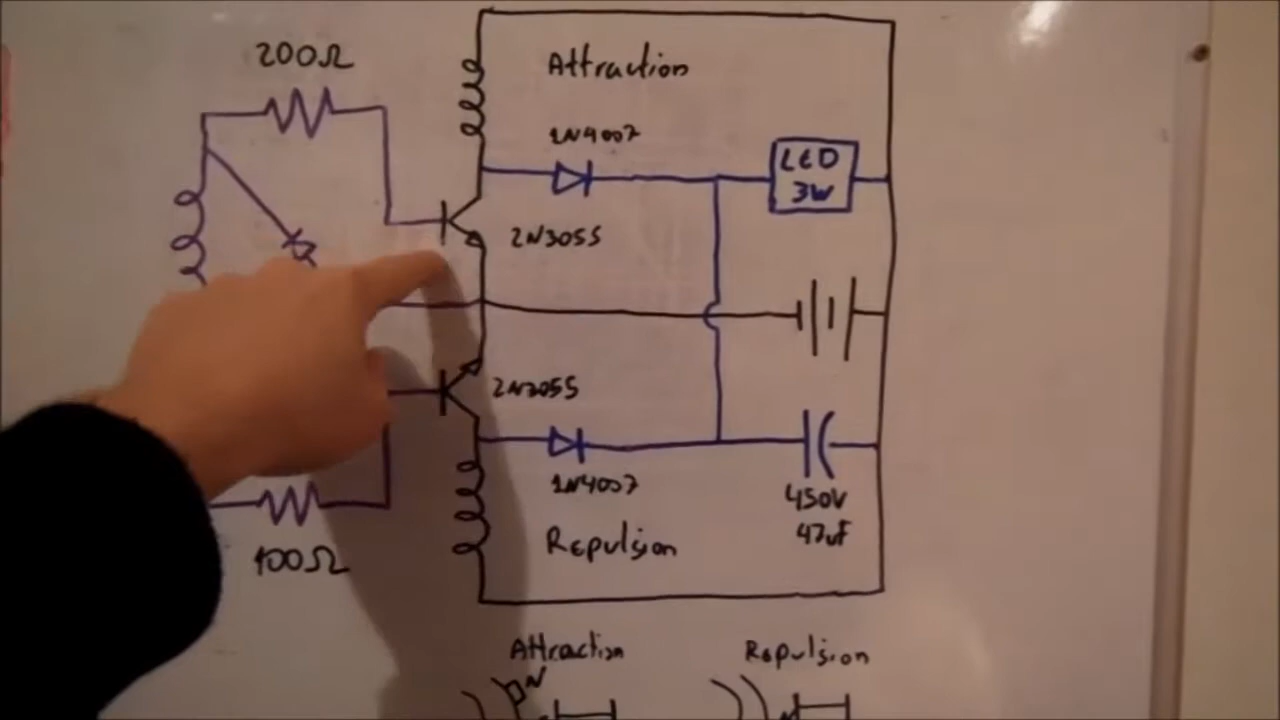 200Ω
Attraction
1N4007
LED
3W
2N3055
2N3055
1N4007
450V
47uF
Repulsion
100Ω
Attraction
Repulsion
N